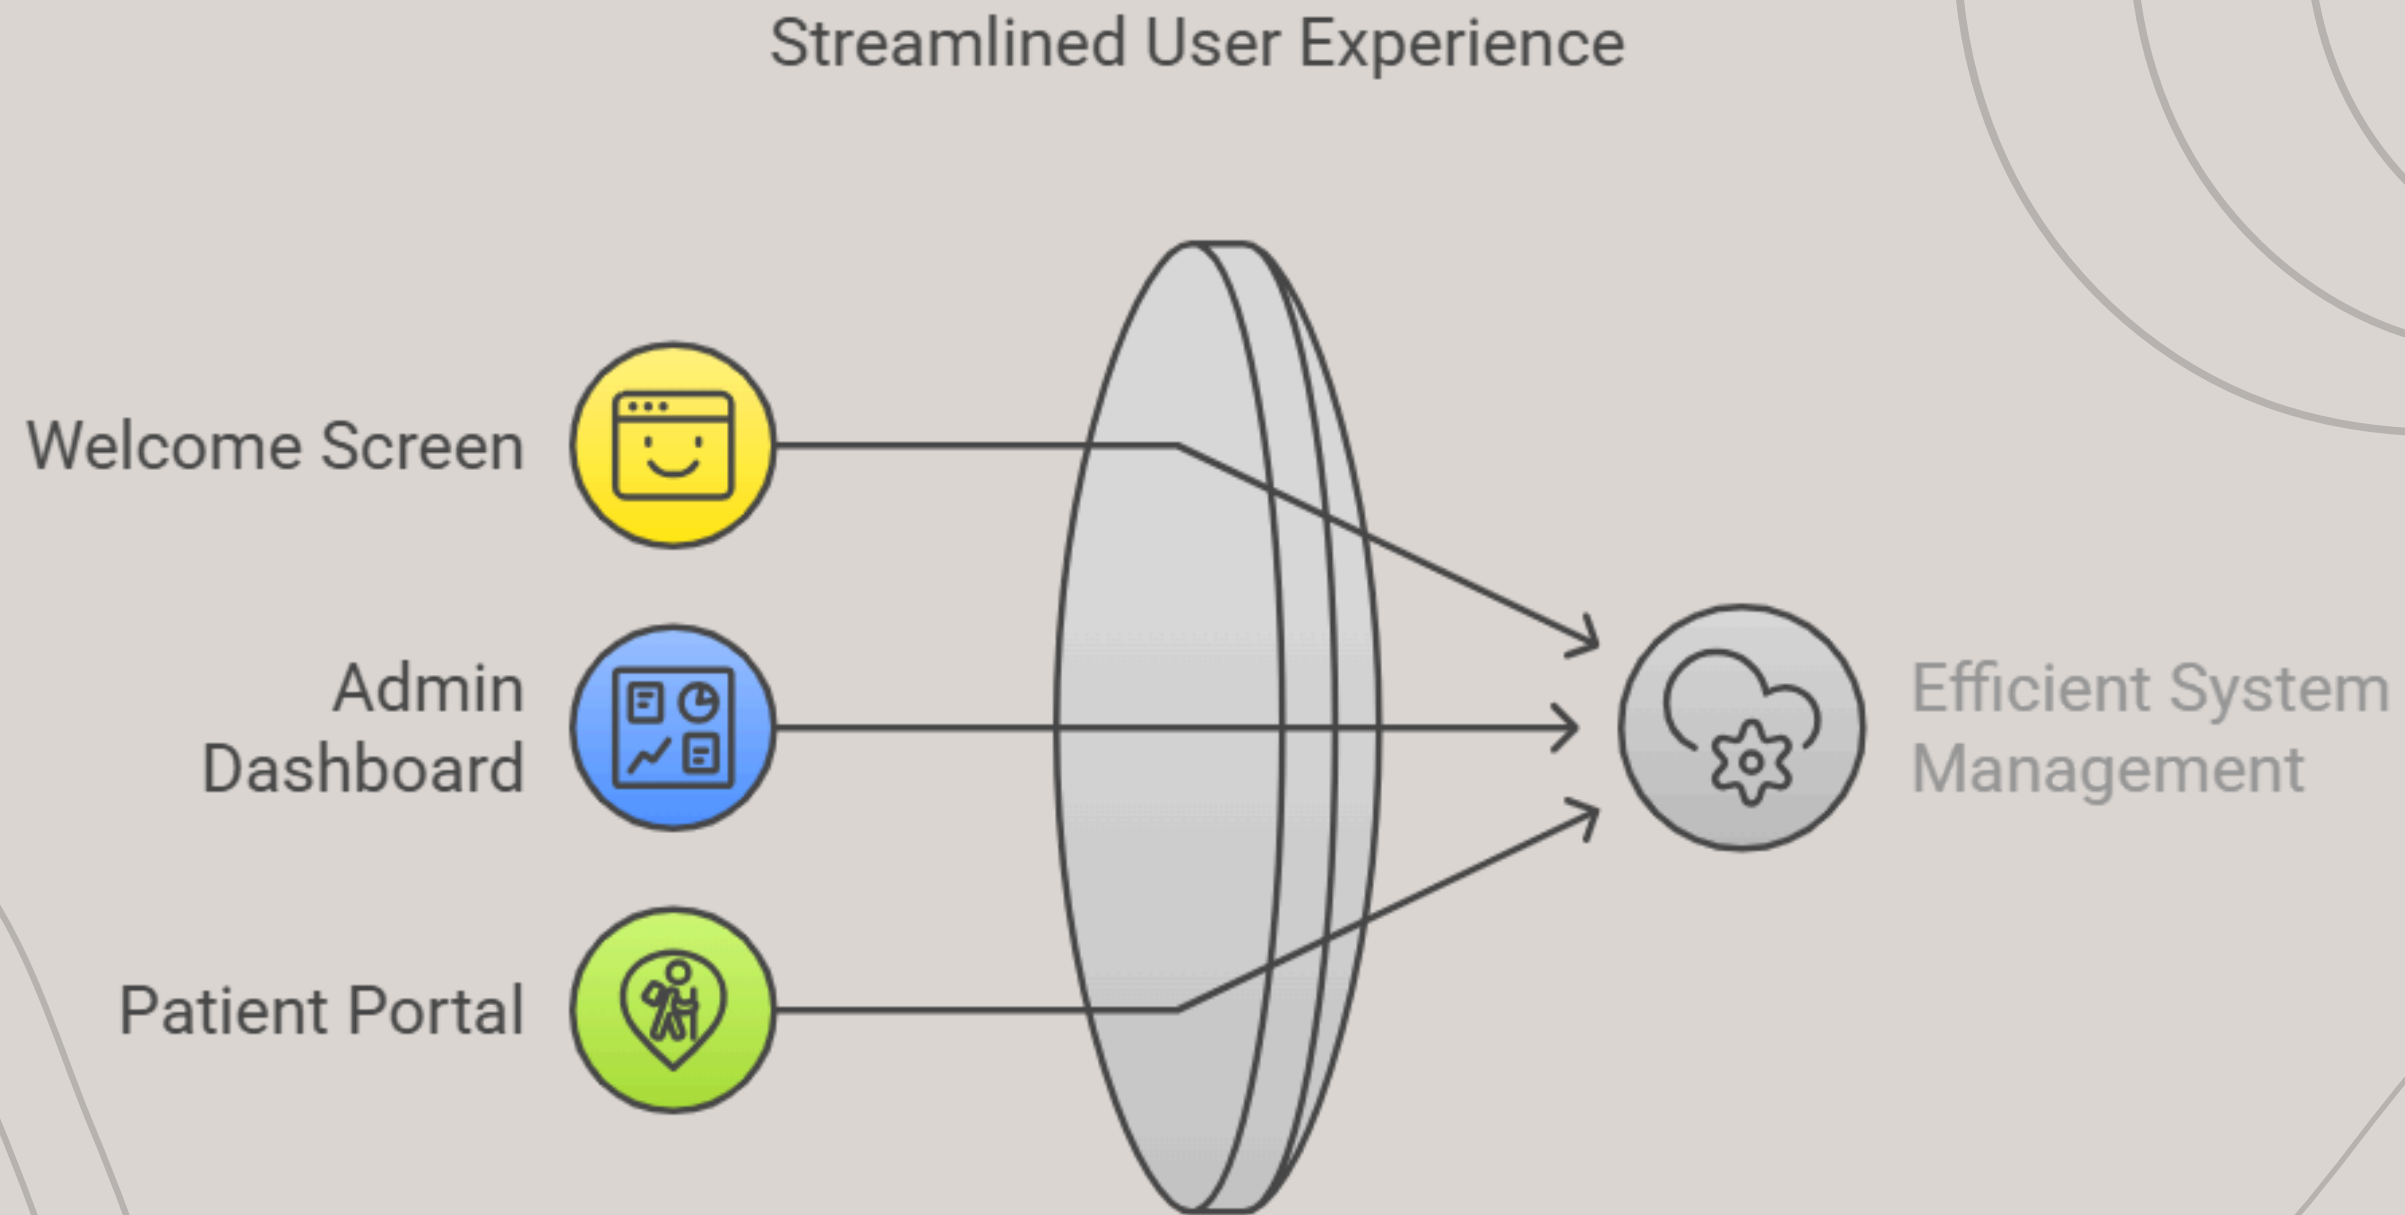 Streamlined User Experience
Welcome Screen
Admin
Dashboard
Patient Portal
Efficient System
Management